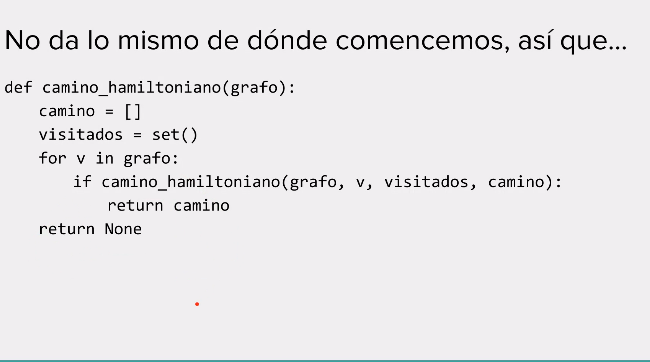 No da lo mismo de dónde comencemos, así que...
def camino_hamiltoniano(grafo):
    camino = []
    visitados = set()
    for v in grafo:
        if camino_hamiltoniano(grafo, v, visitados, camino):
            return camino
    return None